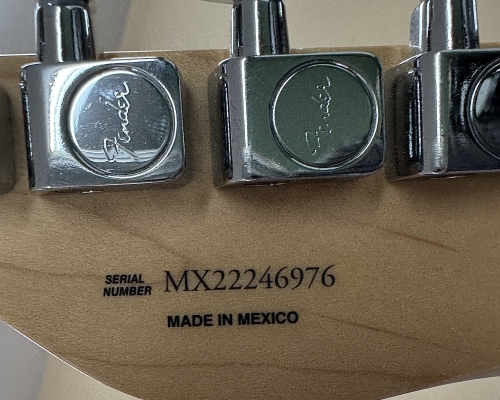 Fender
Fender
SERIAL
NUMBER MX22246976
MADE IN MEXICO